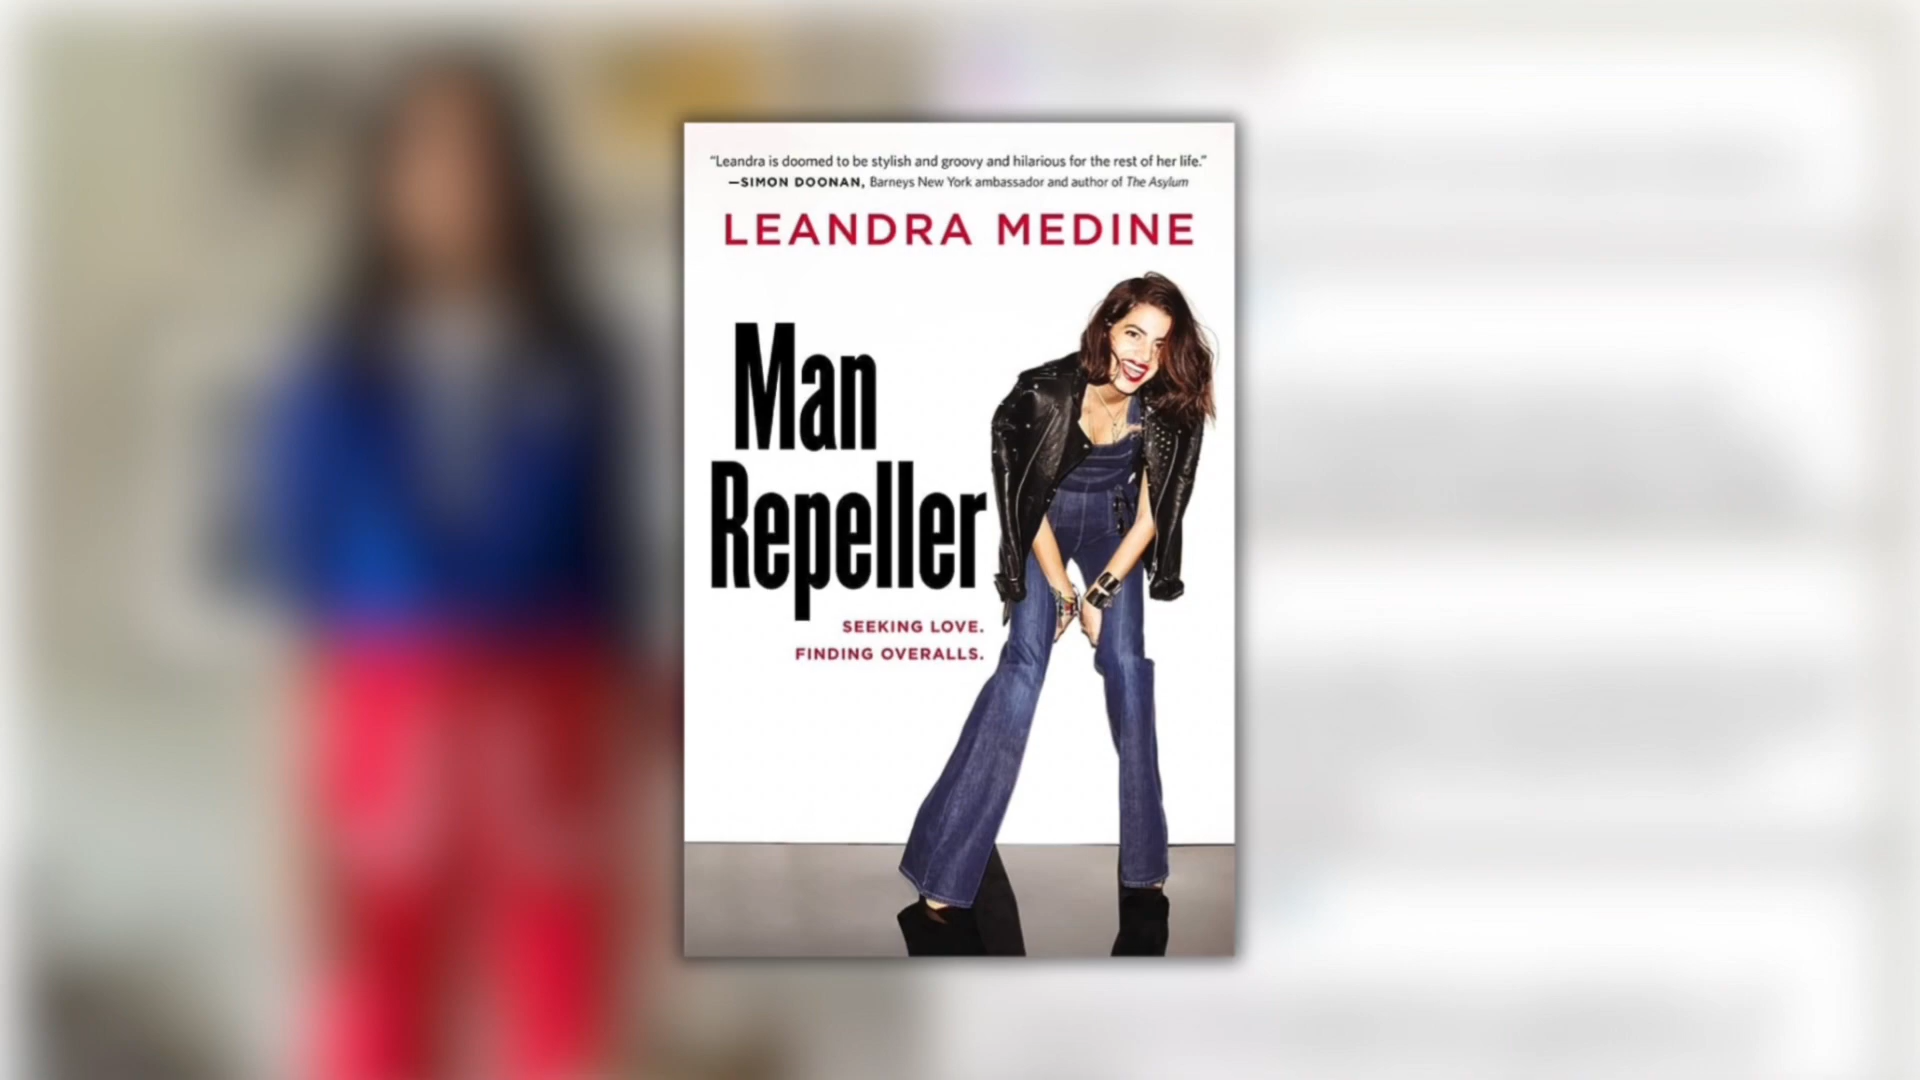 “Leandra is doomed to be stylish and groovy and hilarious for the rest of her life.”
—SIMON DOONAN, Barneys New York ambassador and author of The Asylum
LEANDRA MEDINE
Man
Repeller
SEEKING LOVE.
FINDING OVERALLS.